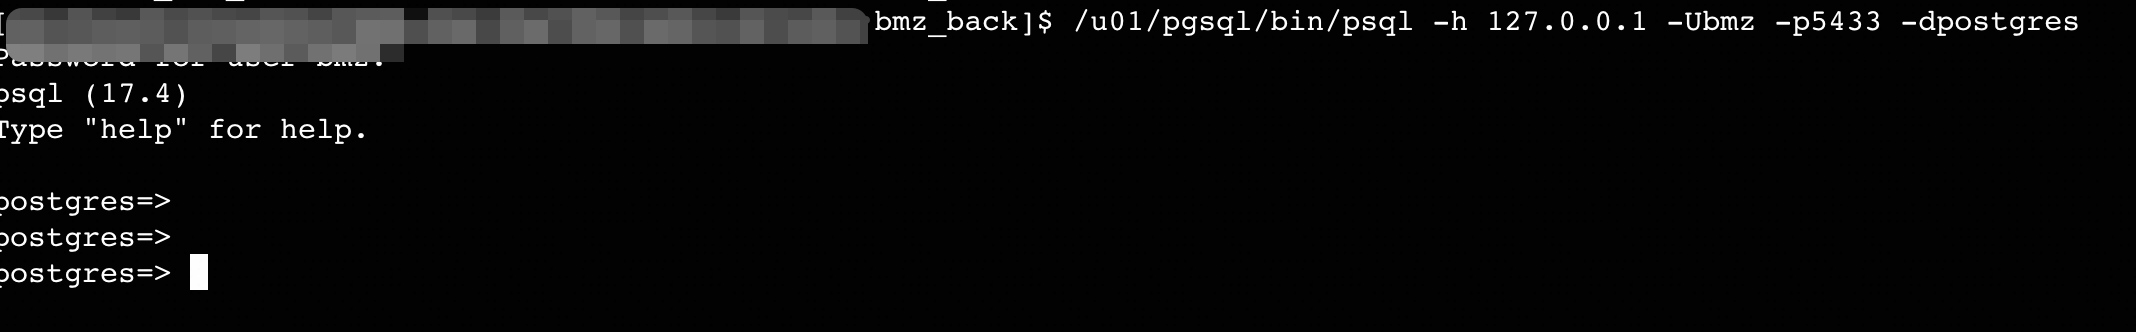 bmz_back]$ /u01/pgsql/bin/psql -h 127.0.0.1 -Ubmz -p5433 -dpostgres
Password for user bmz:
psql (17.4)
Type "help" for help.
postgres=>
postgres=>
postgres=>